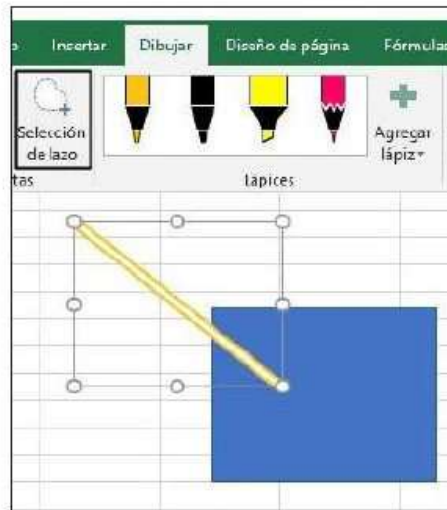 Insertar Dibujar Diseño de página Fórmulas
Selección
de lazo
Agregar
lápiz
tas Lápices